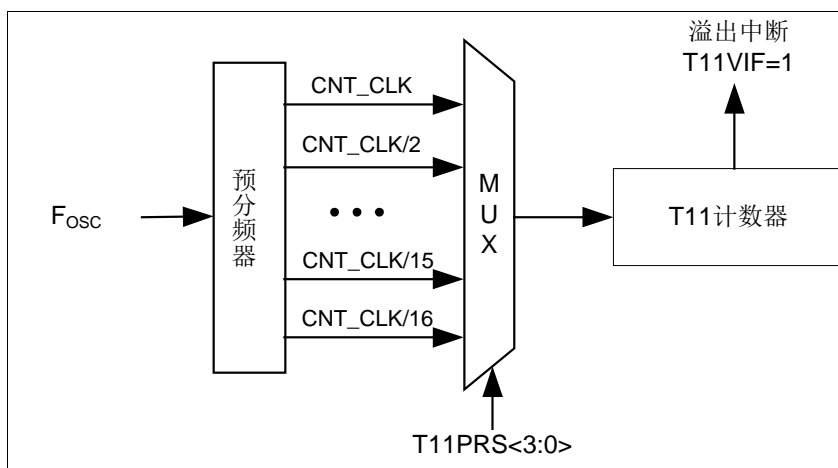 溢出中断
T11VIF=1
CNT_CLK
CNT_CLK/2
预分频器
MUX
FOSC
T11计数器
CNT_CLK/15
CNT_CLK/16
T11PRS<3:0>